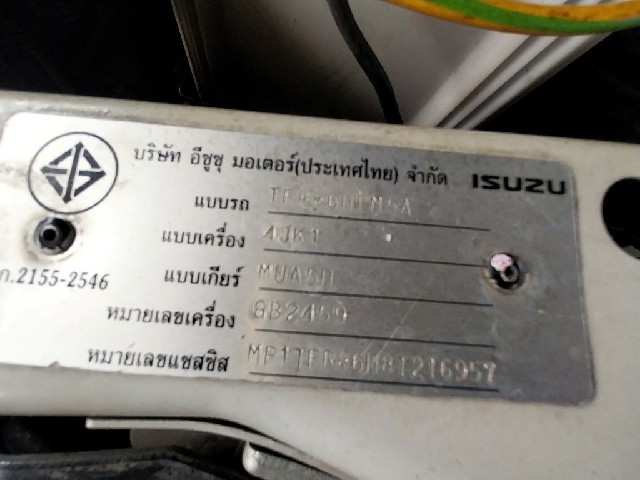 บริษัท อีซูซุ มอเตอร์(ประเทศไทย) จำกัด ISUZU
แบบรถ
แบบเครื่อง 4JK1
ก.2155-2546 แบบเกียร์
หมายเลขเครื่อง GB2459
หมายเลขแชสซิส